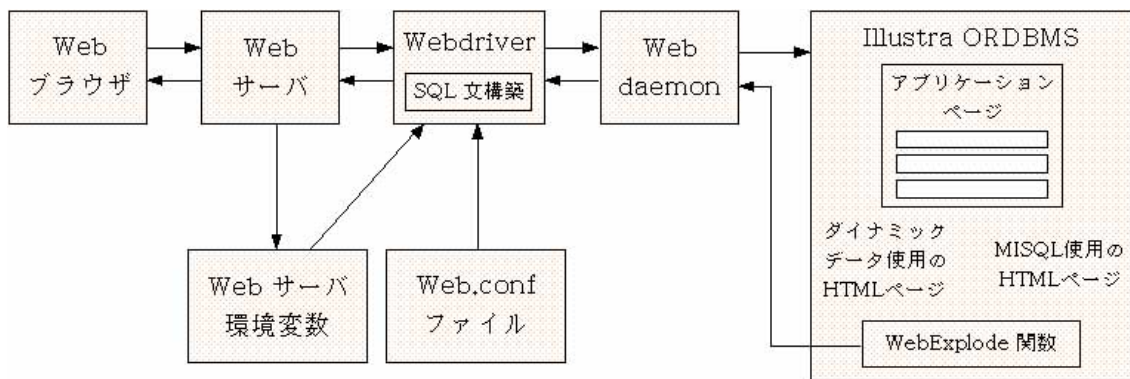 Web
ブラウザ
Web
サーバ
Webdriver
SQL 文構築
Web
daemon
Illustra ORDBMS
アプリケーション
ページ
ダイナミック
データ使用の
HTMLページ
MISQL使用の
HTMLページ
WebExplode 関数
Web サーバ
環境変数
Web.conf
ファイル